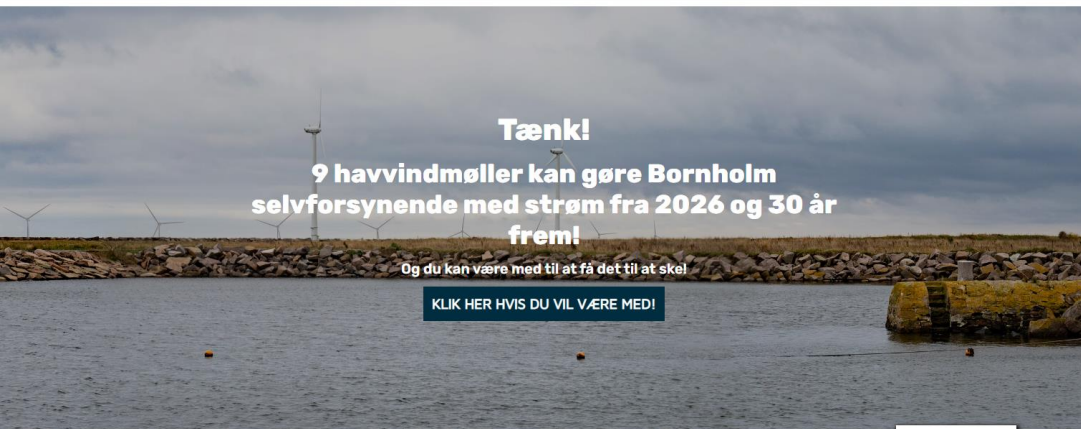 Tænk!
9 havvindmøller kan gøre Bornholm
selvforsynende med strøm fra 2026 og 30 år
frem!
Og du kan være med til at få det til at ske!
KLIK HER HVIS DU VIL VÆRE MED!